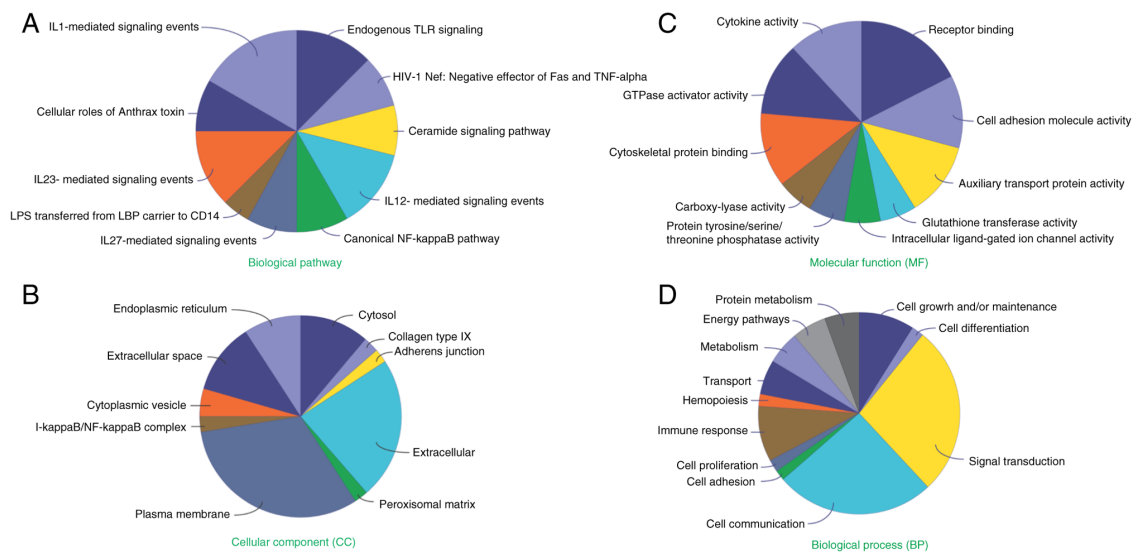 A
IL1-mediated signaling events
Endogenous TLR signaling
HIV-1 Nef: Negative effector of Fas and TNF-alpha
Cellular roles of Anthrax toxin
Ceramide signaling pathway
IL23- mediated signaling events
IL12- mediated signaling events
LPS transferred from LBP carrier to CD14
IL27-mediated signaling events
Canonical NF-kappaB pathway
Biological pathway
C
Cytokine activity
Receptor binding
GTPase activator activity
Cell adhesion molecule activity
Cytoskeletal protein binding
Auxiliary transport protein activity
Carboxy-lyase activity
Glutathione transferase activity
Protein tyrosine/serine/
threonine phosphatase activity
Intracellular ligand-gated ion channel activity
Molecular function (MF)
B
Endoplasmic reticulum
Cytosol
Collagen type IX
Adherens junction
Extracellular space
Cytoplasmic vesicle
I-kappaB/NF-kappaB complex
Extracellular
Peroxisomal matrix
Plasma membrane
Cellular component (CC)
D
Protein metabolism
Cell growrh and/or maintenance
Energy pathways
Cell differentiation
Metabolism
Transport
Hemopoiesis
Immune response
Signal transduction
Cell proliferation
Cell adhesion
Cell communication
Biological process (BP)